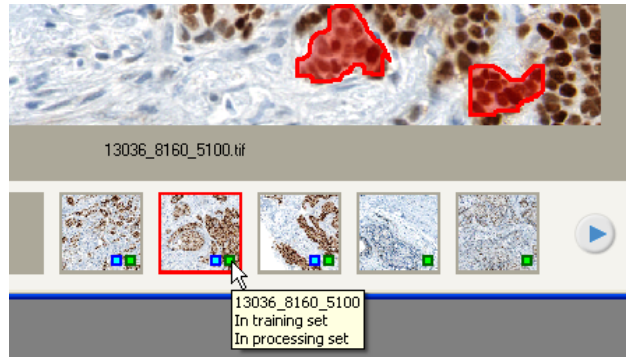 13036_8160_5100.tif
13036_8160_5100
In training set
In processing set